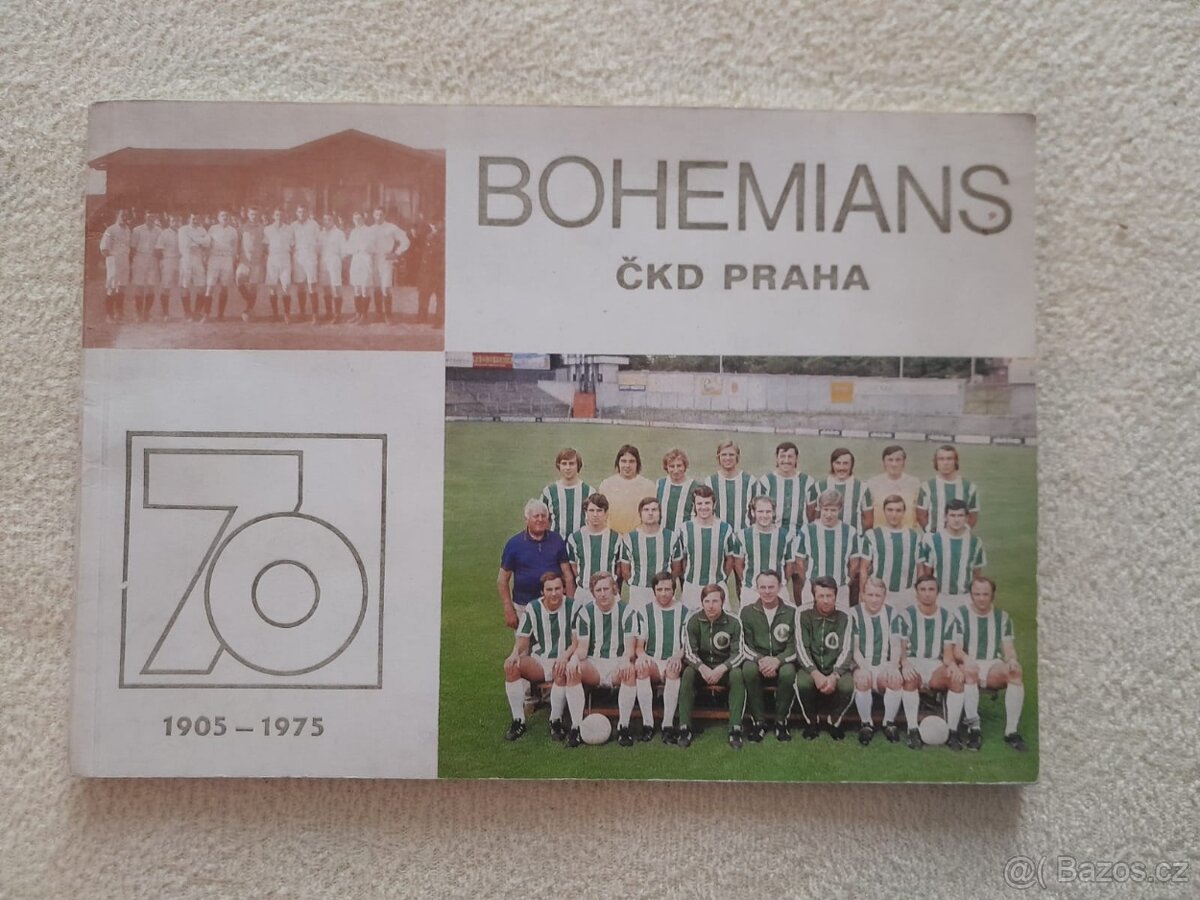 BOHEMIANS
ČKD PRAHA
70
1905 – 1975
@( Bazos.cz